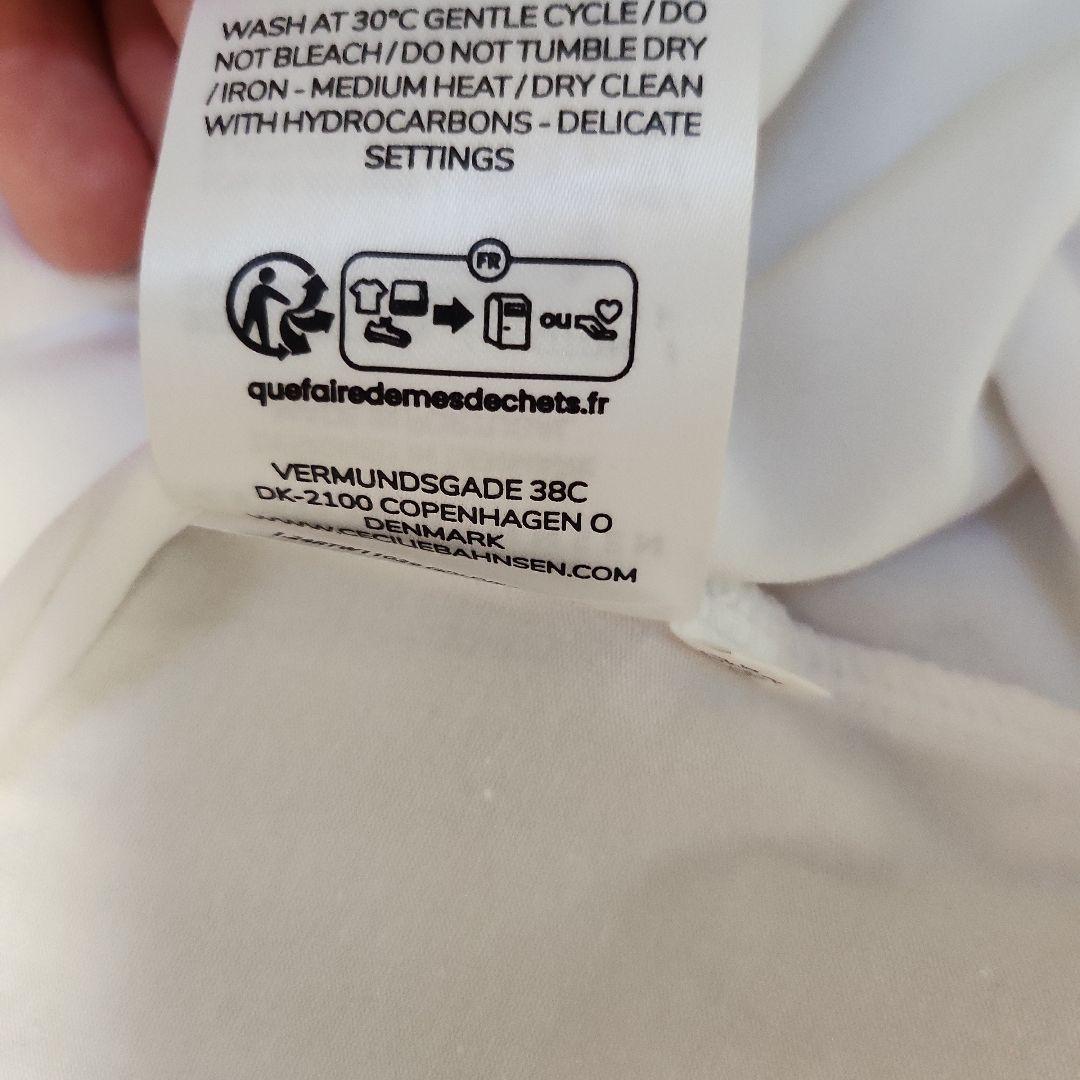 WASH AT 30°C GENTLE CYCLE / DO
NOT BLEACH / DO NOT TUMBLE DRY
/ IRON - MEDIUM HEAT / DRY CLEAN
WITH HYDROCARBONS - DELICATE
SETTINGS
FR
ou
quefairedemesdechets.fr
VERMUNDSGADE 38C
DK-2100 COPENHAGEN O
DENMARK
WWW.CECILIEBAHNSEN.COM